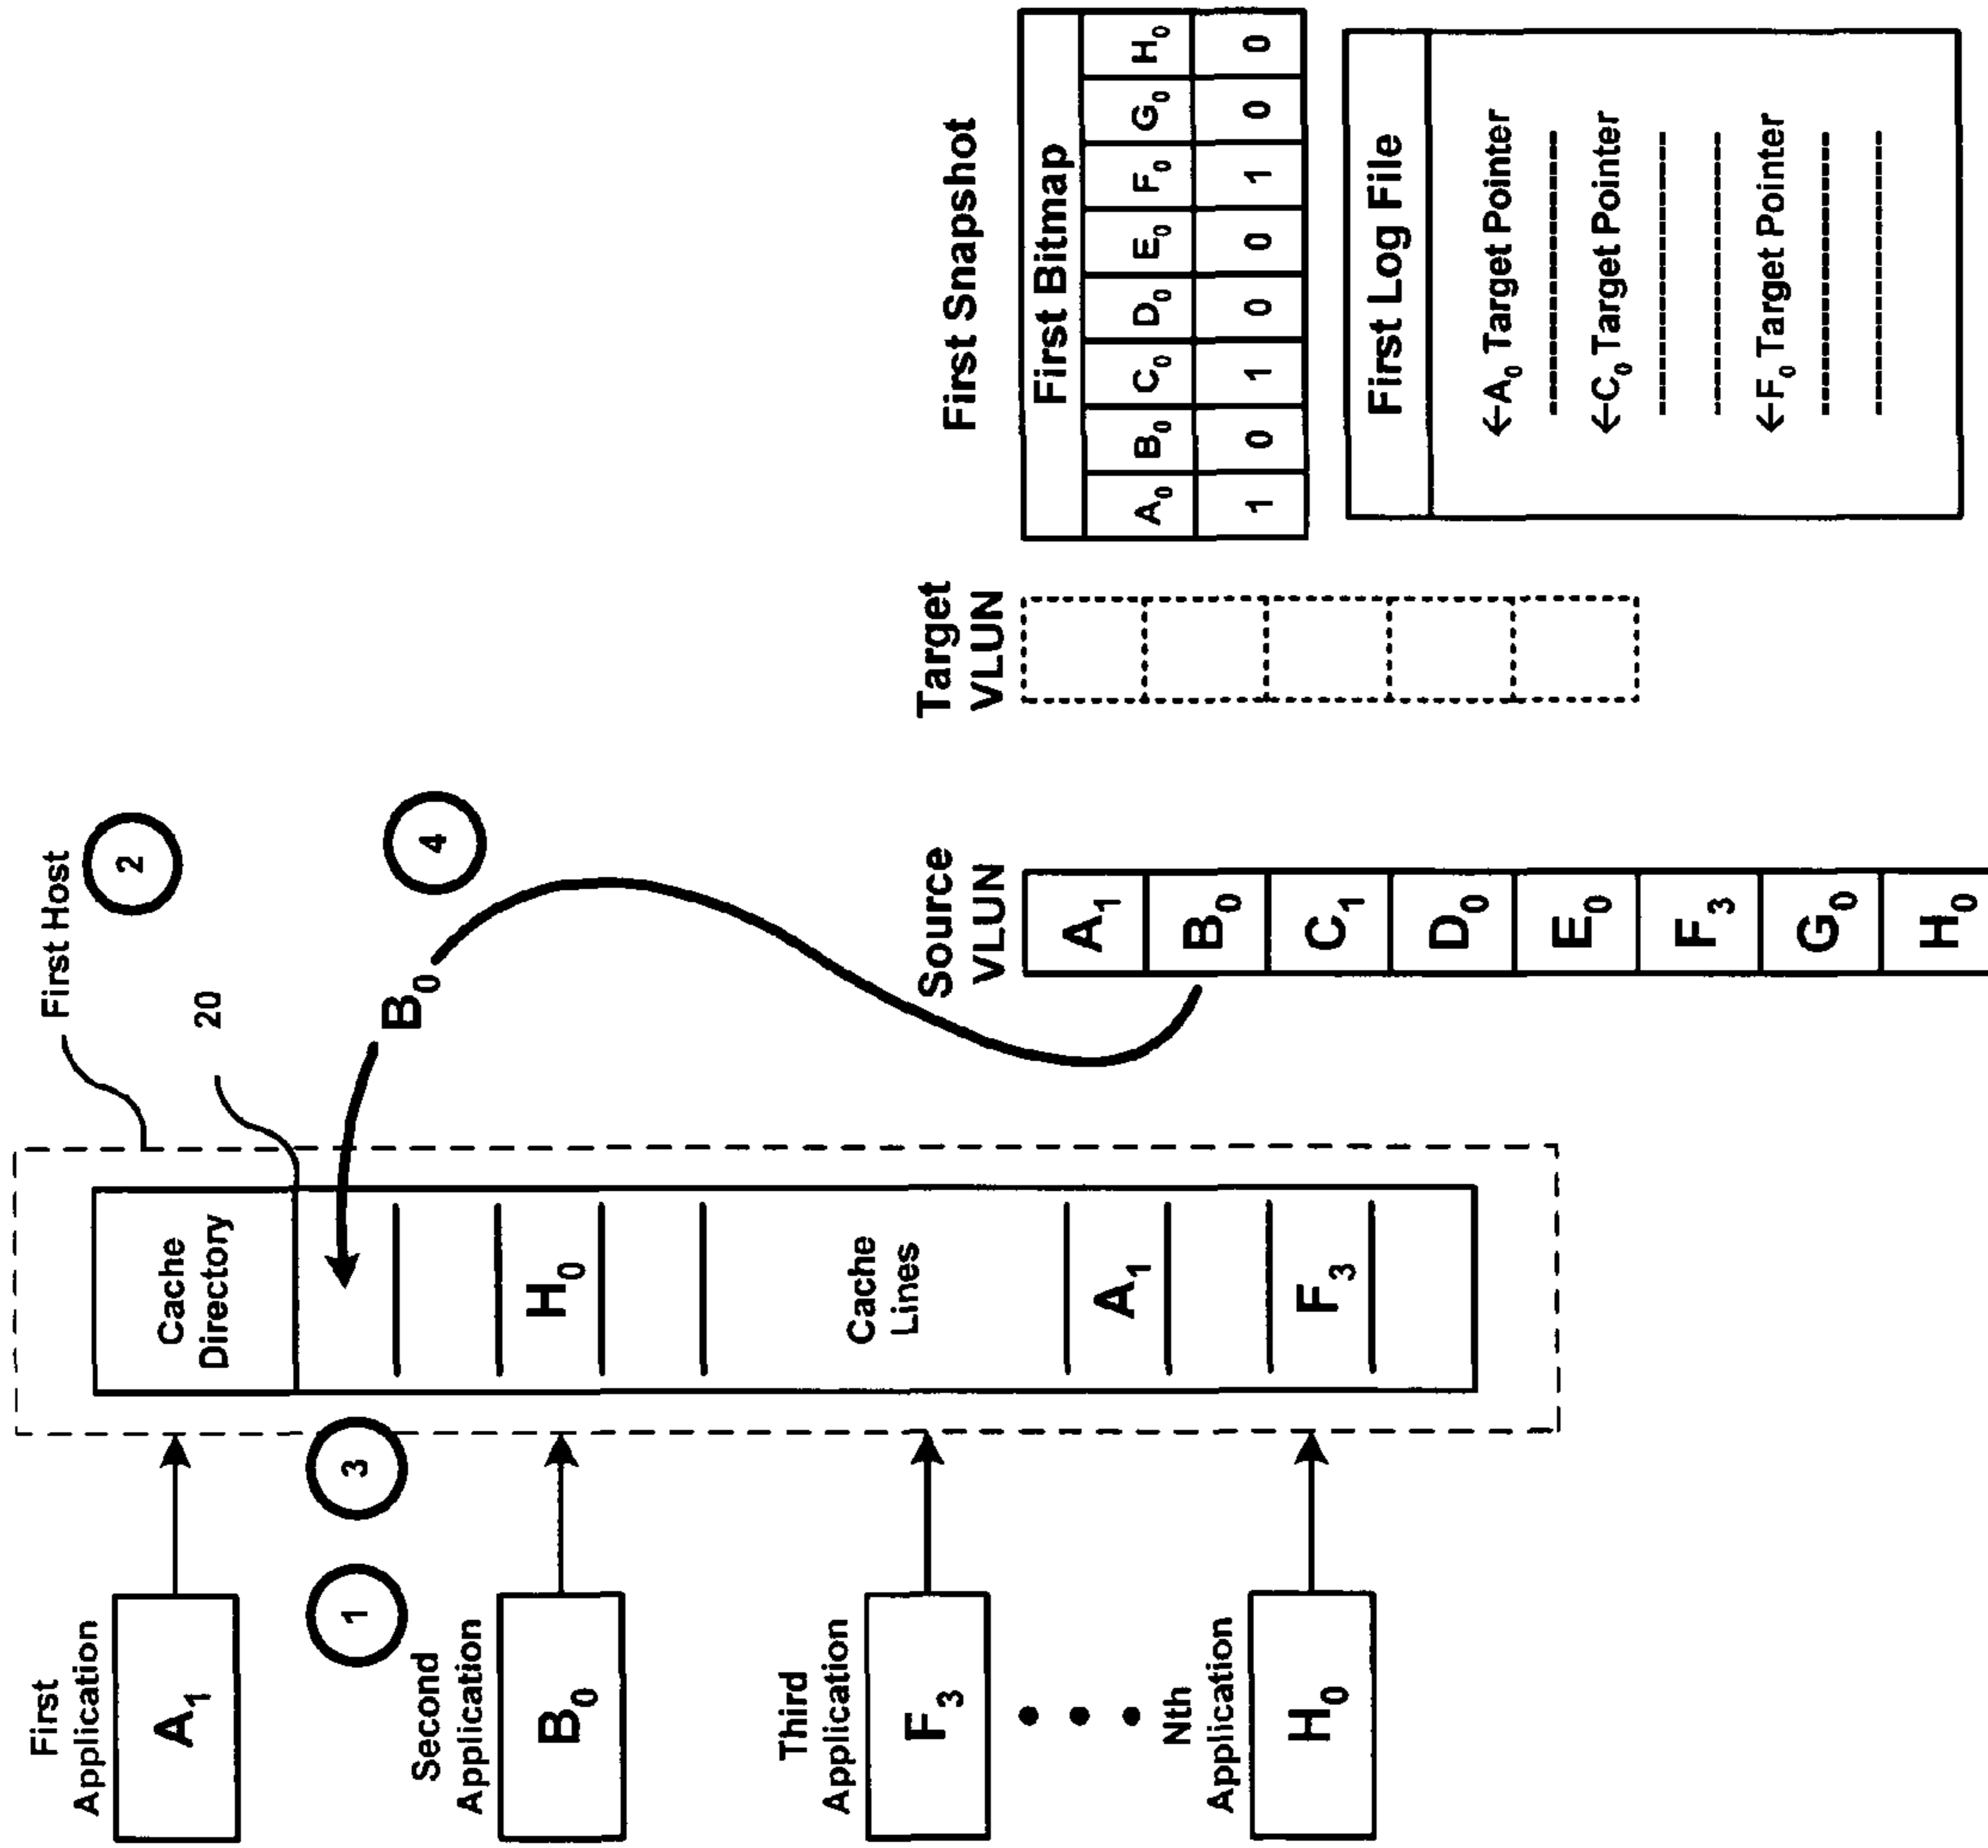 First Host
2
First
Application
A₁
Cache
Directory
20
1
3
B₀
4
Second
Application
B₀
H₀
Third
Application
F₃
Cache
Lines
Source
VLUN
Target
VLUN
First Snapshot
First Bitmap
A₀ B₀ C₀ D₀ E₀ F₀ G₀ H₀
1 0 1 0 0 1 0 0
A₁
B₀
C₁
D₀
E₀
F₃
G₀
H₀
Nth
Application
H₀
A₁
F₃
First Log File
←A₀ Target Pointer
←C₀ Target Pointer
←F₀ Target Pointer